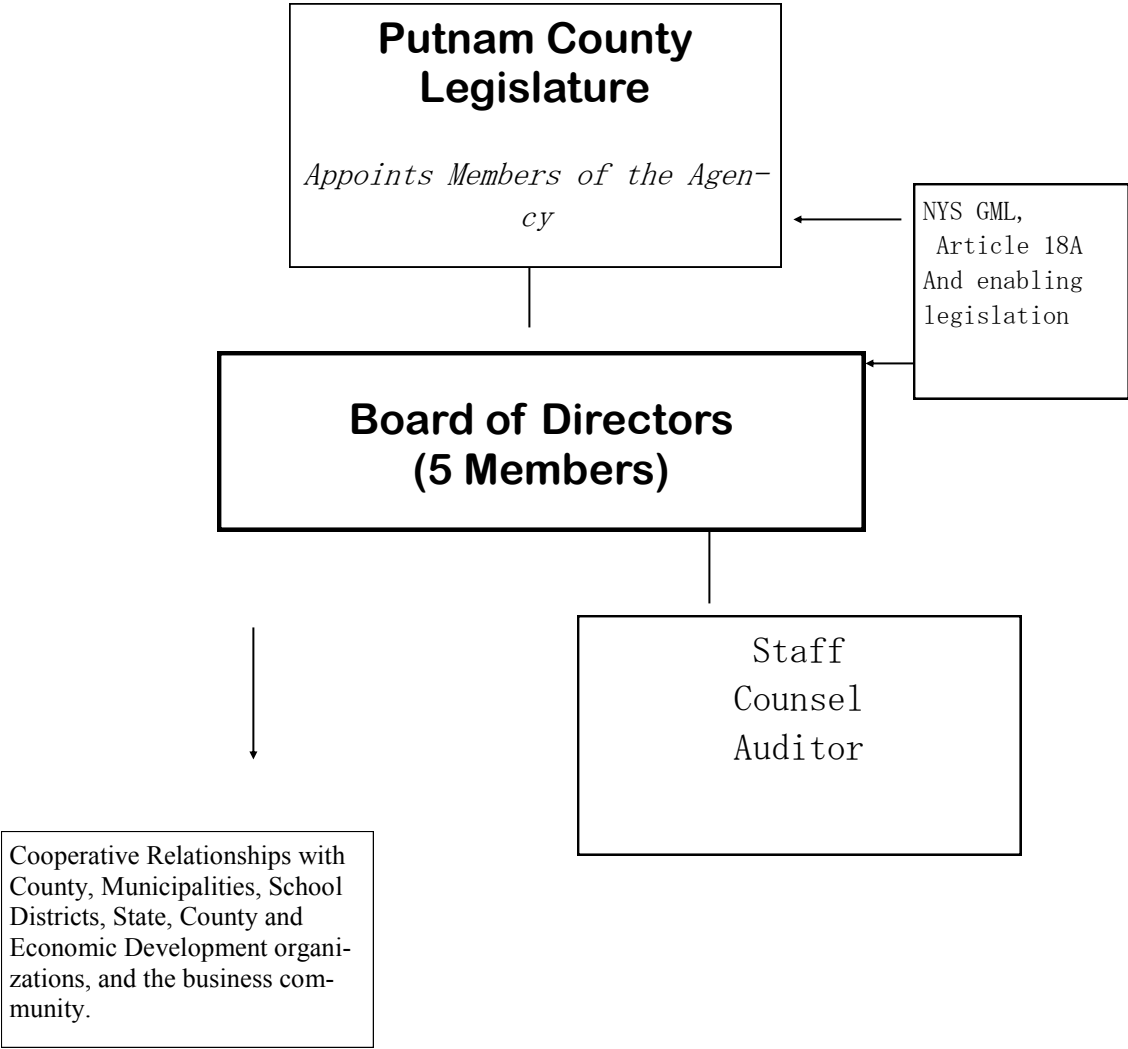 Putnam County
Legislature
Appoints Members of the Agen-
cy
NYS GML,
Article 18A
And enabling
legislation
Board of Directors
(5 Members)
Staff
Counsel
Auditor
Cooperative Relationships with
County, Municipalities, School
Districts, State, County and
Economic Development organi-
zations, and the business com-
munity.